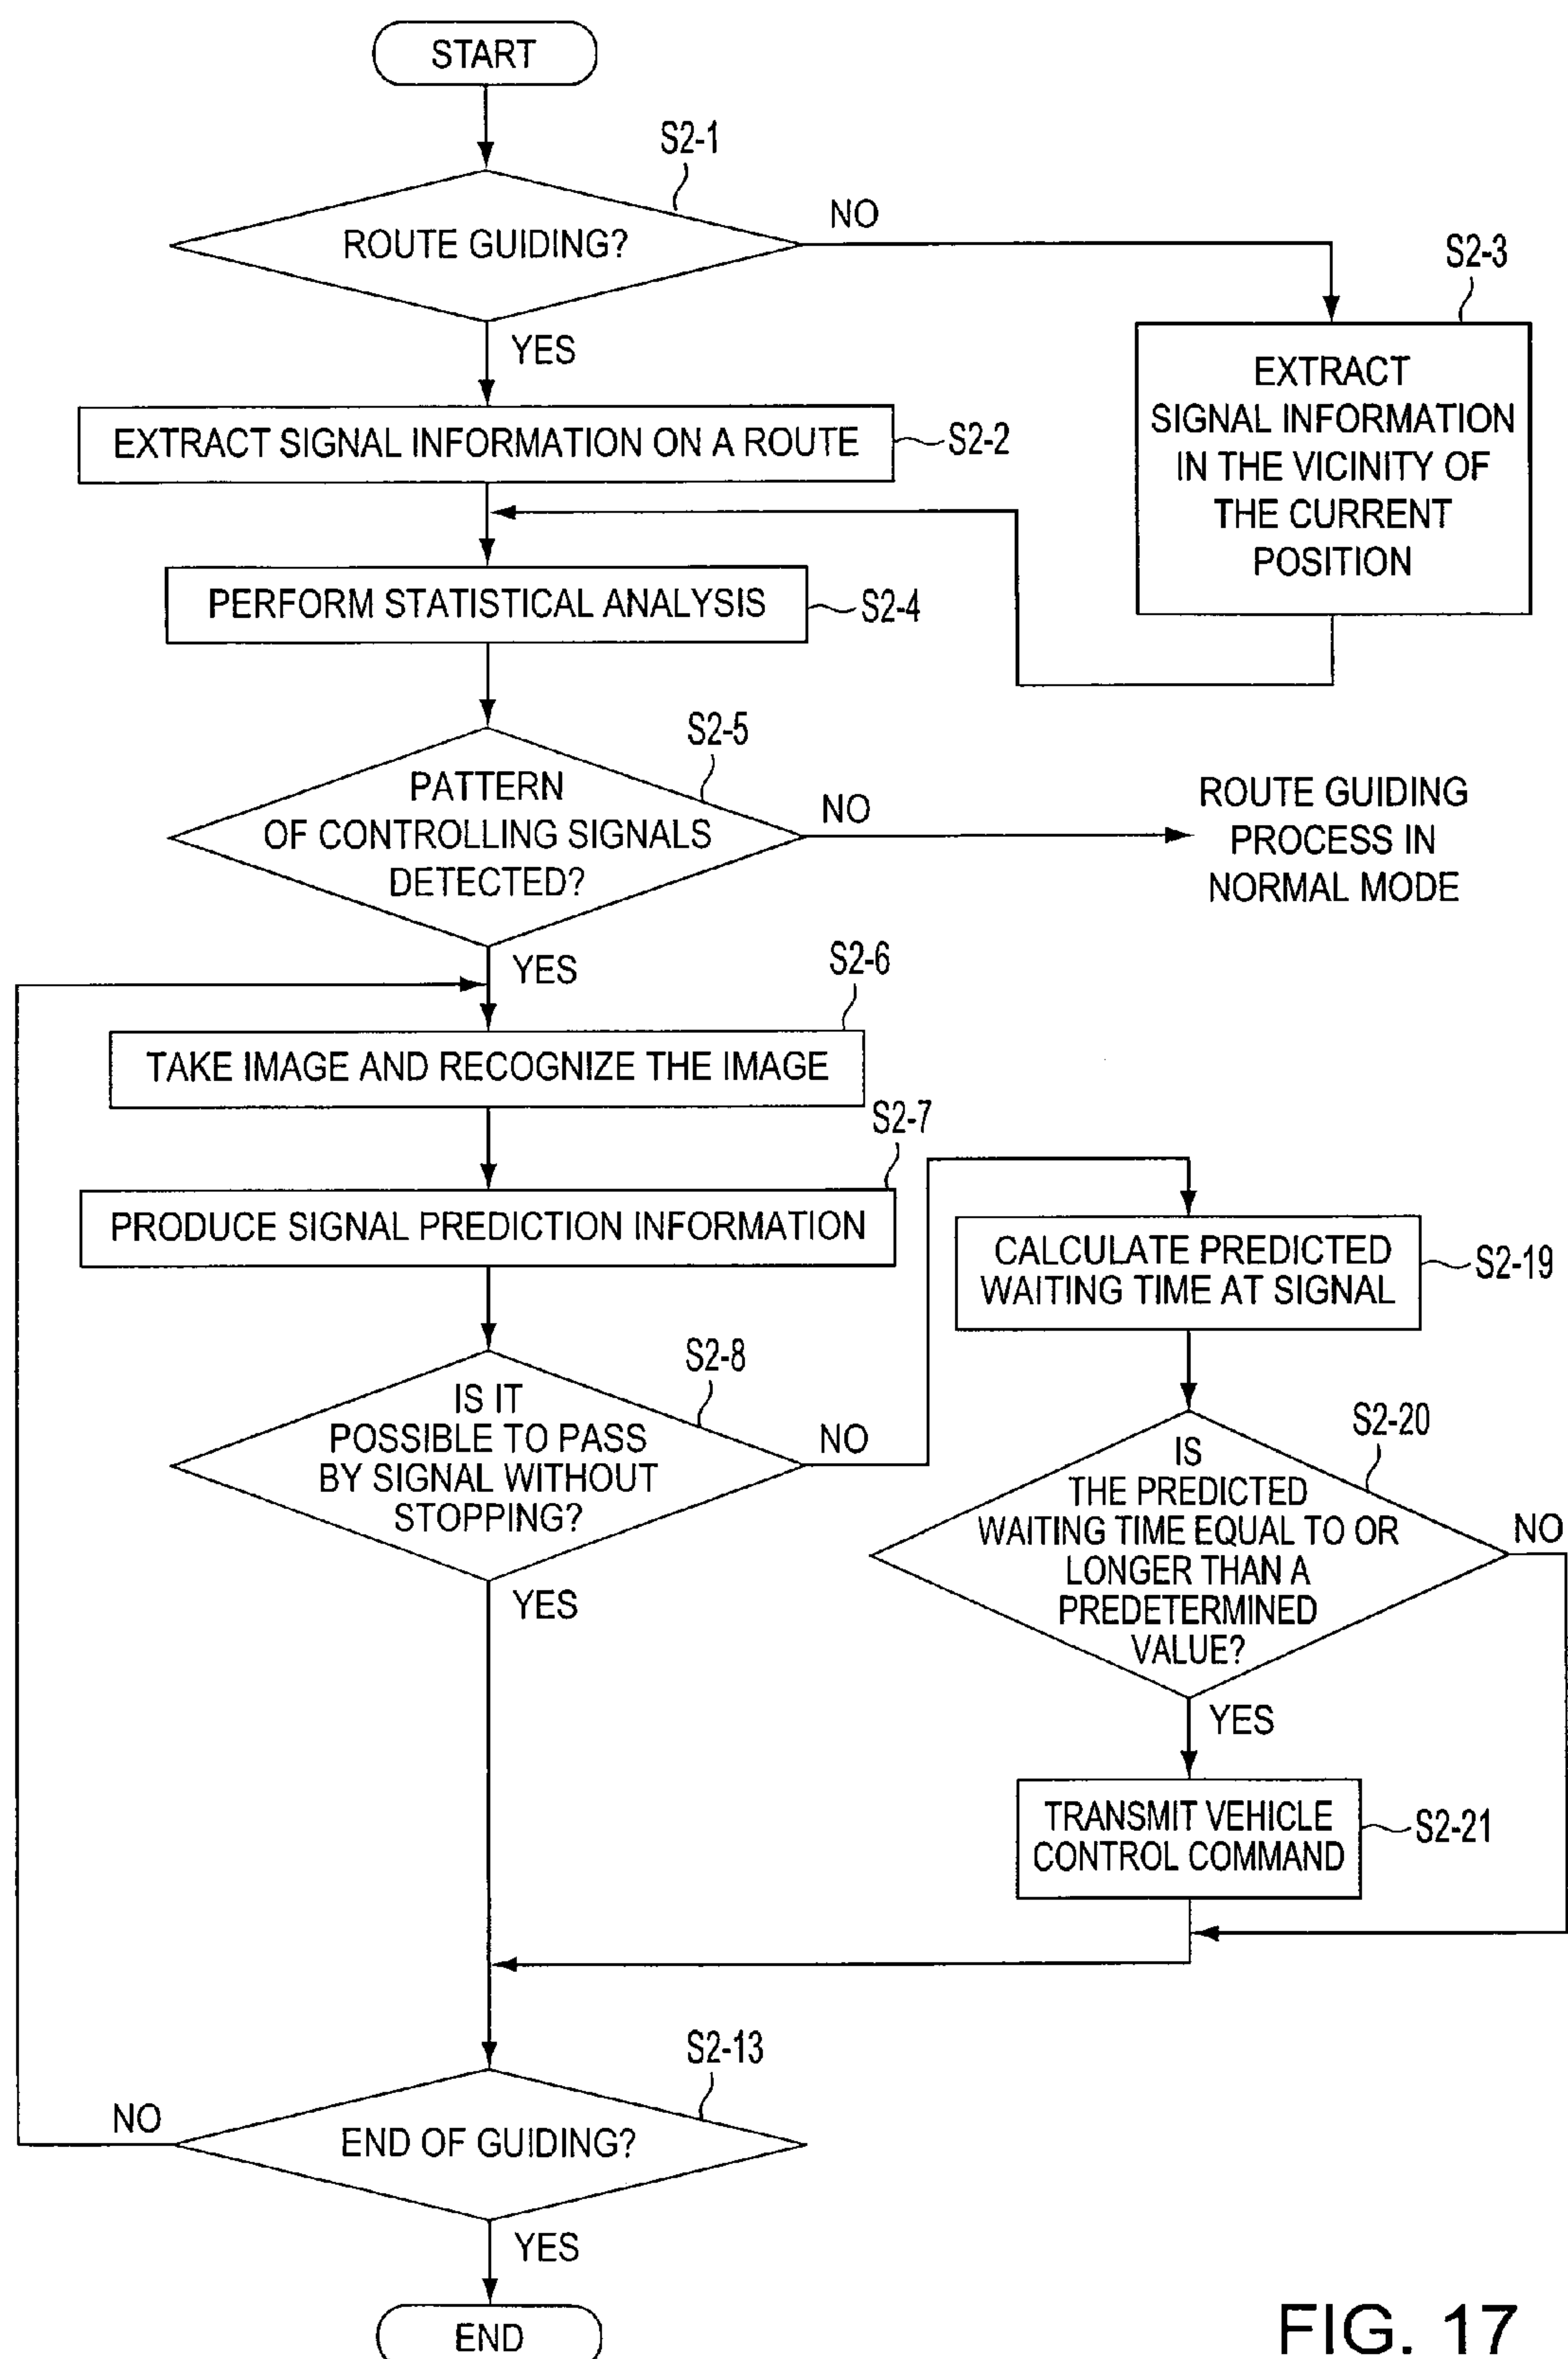 START
S2-1
ROUTE GUIDING?
NO
YES
S2-3
EXTRACT
SIGNAL INFORMATION
IN THE VICINITY OF
THE CURRENT
POSITION
EXTRACT SIGNAL INFORMATION ON A ROUTE
S2-2
PERFORM STATISTICAL ANALYSIS
S2-4
S2-5
PATTERN
OF CONTROLLING SIGNALS
DETECTED?
NO
ROUTE GUIDING
PROCESS IN
NORMAL MODE
YES
S2-6
TAKE IMAGE AND RECOGNIZE THE IMAGE
S2-7
PRODUCE SIGNAL PREDICTION INFORMATION
S2-8
IS IT
POSSIBLE TO PASS
BY SIGNAL WITHOUT
STOPPING?
NO
YES
CALCULATE PREDICTED
WAITING TIME AT SIGNAL
S2-19
S2-20
IS
THE PREDICTED
WAITING TIME EQUAL TO OR
LONGER THAN A
PREDETERMINED
VALUE?
NO
YES
TRANSMIT VEHICLE
CONTROL COMMAND
S2-21
S2-13
END OF GUIDING?
NO
YES
END
FIG. 17